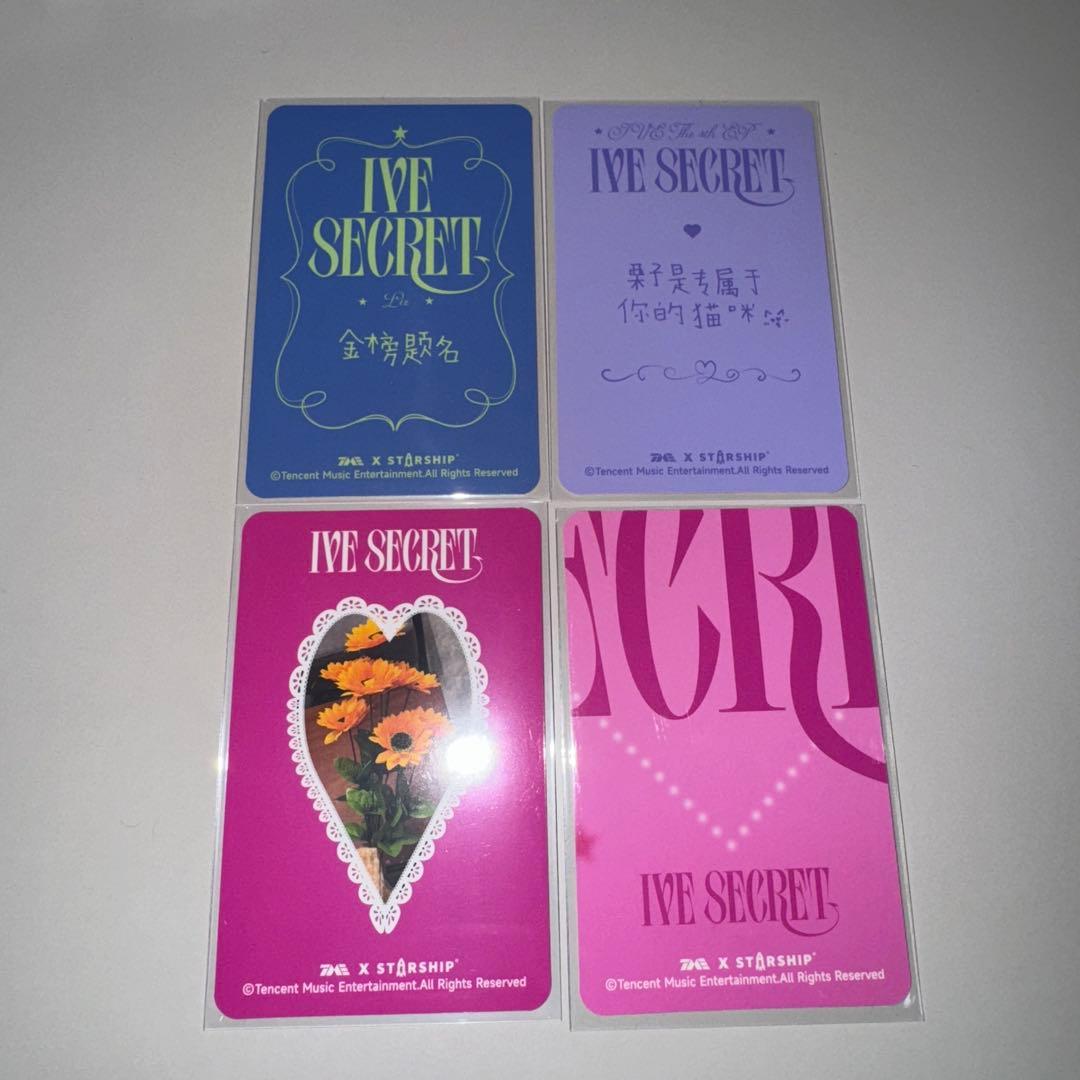 IVE
SECRET
Liz
金榜题名
TME X STARSHIP
©Tencent Music Entertainment.All Rights Reserved
IVE The 4th EP
IVE SECRET
栗子是专属于
你的猫咪
TME X STARSHIP
©Tencent Music Entertainment.All Rights Reserved
IVE SECRET
TME X STARSHIP
©Tencent Music Entertainment.All Rights Reserved
ECRE
IVE SECRET
TME X STARSHIP
©Tencent Music Entertainment.All Rights Reserved